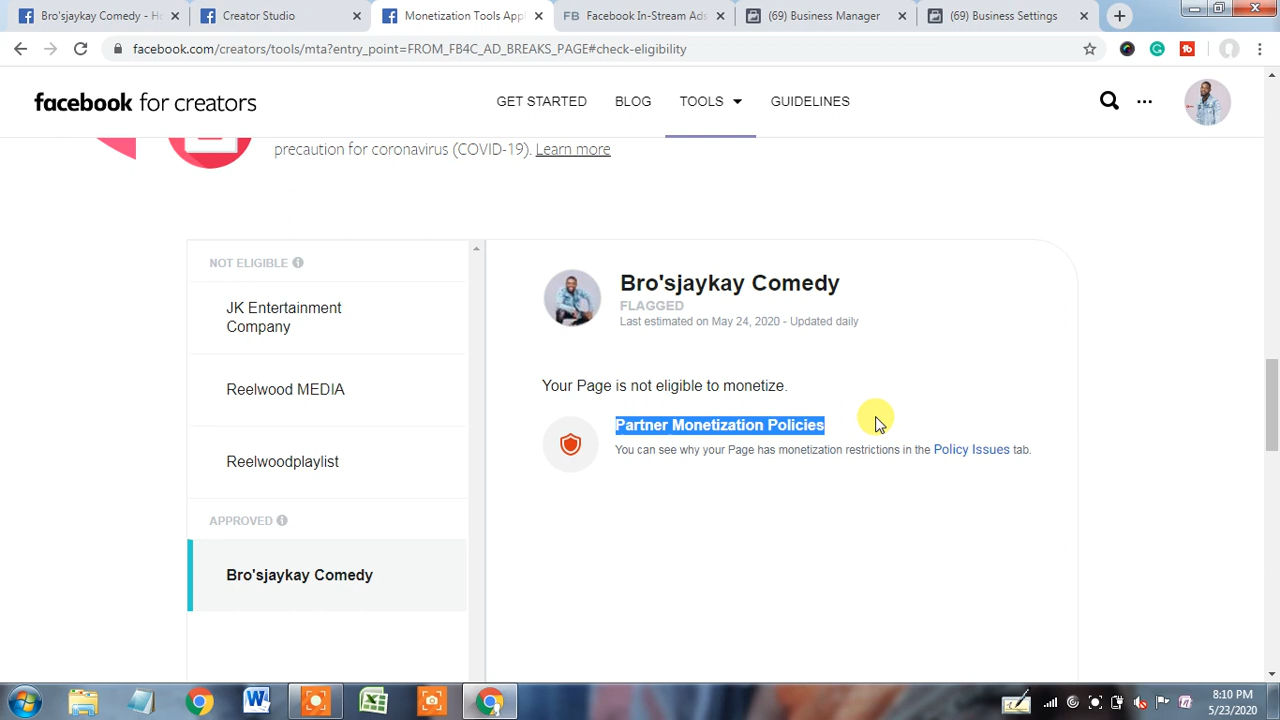 Bro'sjaykay Comedy - Ho
Creator Studio
Monetization Tools Appl
FB Facebook In-Stream Ads
(69) Business Manager
(69) Business Settings
facebook.com/creators/tools/mta?entry_point=FROM_FB4C_AD_BREAKS_PAGE#check-eligibility
facebook for creators
GET STARTED
BLOG
TOOLS
GUIDELINES
precaution for coronavirus (COVID-19). Learn more
NOT ELIGIBLE
JK Entertainment
Company
Reelwood MEDIA
Reelwoodplaylist
APPROVED
Bro'sjaykay Comedy
Bro'sjaykay Comedy
FLAGGED
Last estimated on May 24, 2020 - Updated daily
Your Page is not eligible to monetize.
Partner Monetization Policies
You can see why your Page has monetization restrictions in the Policy Issues tab.
8:10 PM
5/23/2020